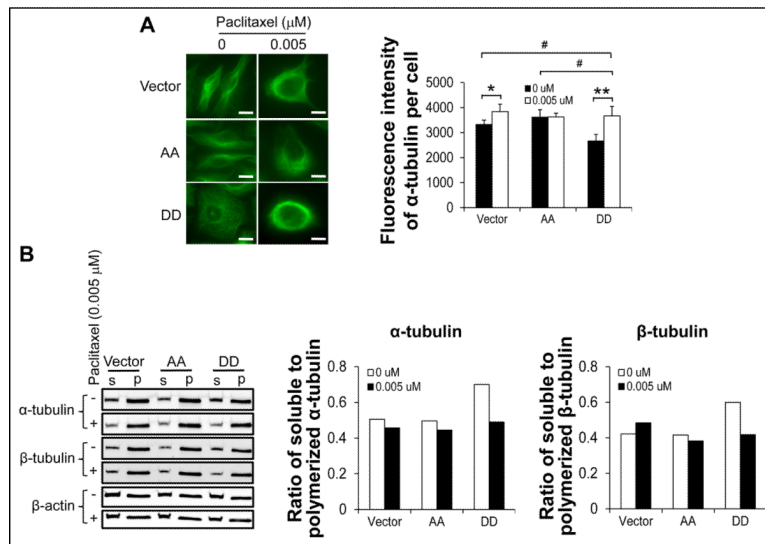 A
Paclitaxel (μM)
0 0.005
Vector
AA
DD
# 
#
* **
0 uM
0.005 uM
Fluorescence intensity
of α-tubulin per cell
5000
4000
3000
2000
1000
0
Vector AA DD
B
Paclitaxel (0.005 μM)
Vector AA DD
s p s p s p
α-tubulin - +
β-tubulin - +
β-actin - +
α-tubulin
Ratio of soluble to
polymerized α-tubulin
0.8
0.6
0.4
0.2
0
0 uM
0.005 uM
Vector AA DD
β-tubulin
Ratio of soluble to
polymerized β-tubulin
0.8
0.6
0.4
0.2
0
0 uM
0.005 uM
Vector AA DD